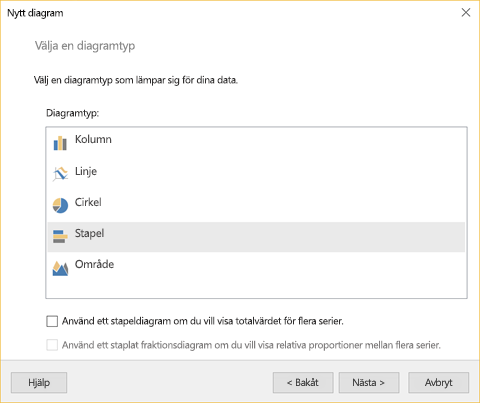 Nytt diagram
Välja en diagramtyp
Välj en diagramtyp som lämpar sig för dina data.
Diagramtyp:
Kolumn
Linje
Cirkel
Stapel
Område
Använd ett stapeldiagram om du vill visa totalvärdet för flera serier.
Använd ett staplat fraktionsdiagram om du vill visa relativa proportioner mellan flera serier.
Hjälp
< Bakåt
Nästa >
Avbryt